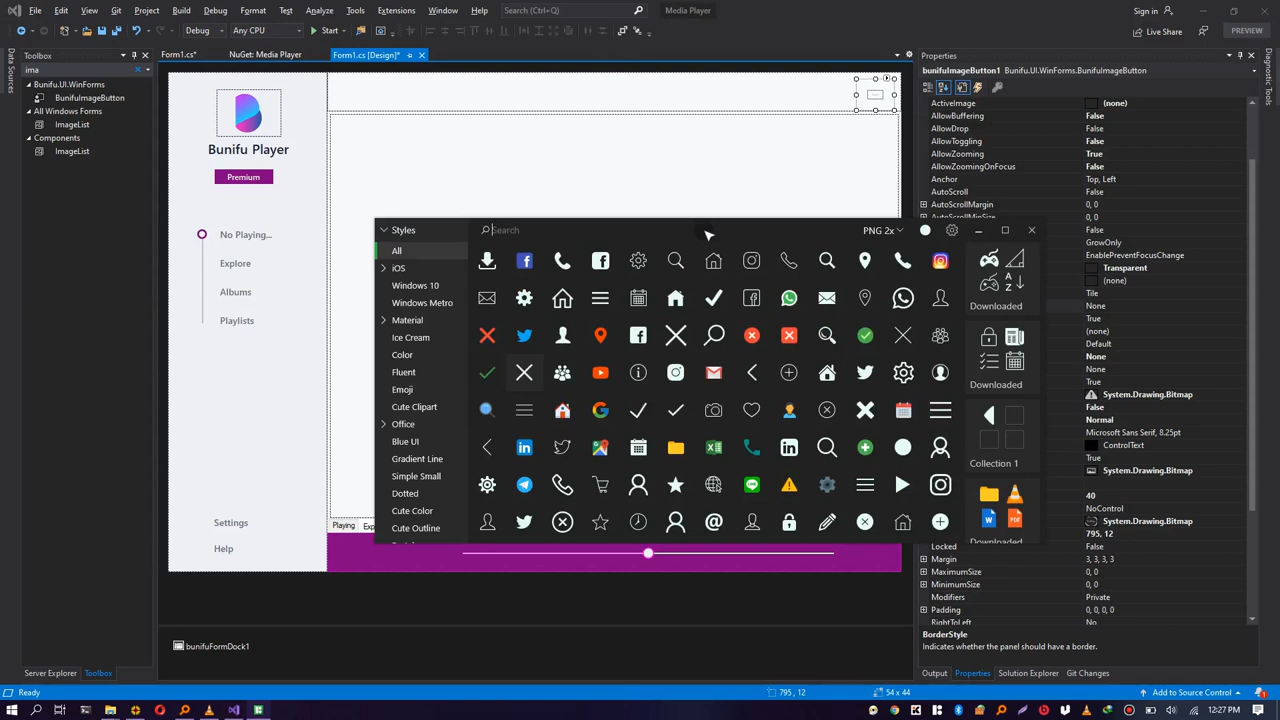 File Edit View Git Project Build Debug Format Test Analyze Tools Extensions Window Help Search (Ctrl+Q) Media Player Sign in
Debug Any CPU Start Live Share PREVIEW
Data Sources
Toolbox
ima
Bunifu.UI.WinForms
BunifuImageButton
All Windows Forms
ImageList
Components
ImageList
Form1.cs* NuGet: Media Player Form1.cs [Design]*
Bunifu Player
Premium
No Playing...
Explore
Albums
Playlists
Settings
Help
Playing
Styles
All
iOS
Windows 10
Windows Metro
Material
Ice Cream
Color
Fluent
Emoji
Cute Clipart
Office
Blue UI
Gradient Line
Simple Small
Dotted
Cute Color
Cute Outline
Search
PNG 2x
Downloaded
Downloaded
Collection 1
Downloaded
bunifuFormDock1
Properties
bunifuImageButton1 Bunifu.UI.WinForms.BunifuImageButton
ActiveImage (none)
AllowBuffering False
AllowDrop False
AllowToggling False
AllowZooming True
AllowZoomingOnFocus False
Anchor Top, Left
AutoScroll False
AutoScrollMargin 0, 0
AutoScrollMinSize 0, 0
GrowOnly
EnablePreventFocusChange
Transparent
(none)
Tile
None
True
(none)
Default
None
None
True
System.Drawing.Bitmap
False
Normal
Microsoft Sans Serif, 8.25pt
ControlText
True
System.Drawing.Bitmap
40
NoControl
System.Drawing.Bitmap
795, 12
Locked False
Margin 3, 3, 3, 3
MaximumSize 0, 0
MinimumSize 0, 0
Modifiers Private
Padding 0, 0, 0, 0
RightToLeft No
BorderStyle
Indicates whether the panel should have a border.
Diagnostic Tools
Server Explorer Toolbox
Output Properties Solution Explorer Git Changes
Ready 795 , 12 54 x 44 Add to Source Control
12:27 PM